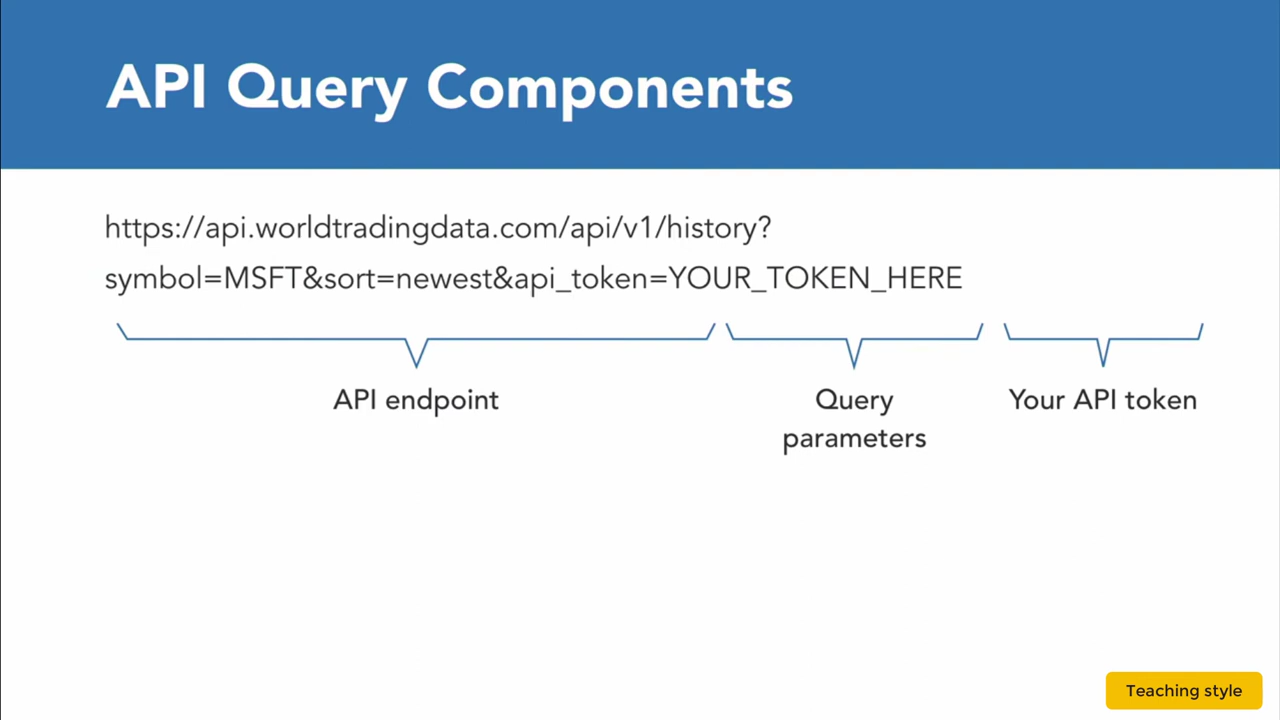 API Query Components
https://api.worldtradingdata.com/api/v1/history?
symbol=MSFT&sort=newest&api_token=YOUR_TOKEN_HERE
API endpoint
Query
parameters
Your API token
Teaching style